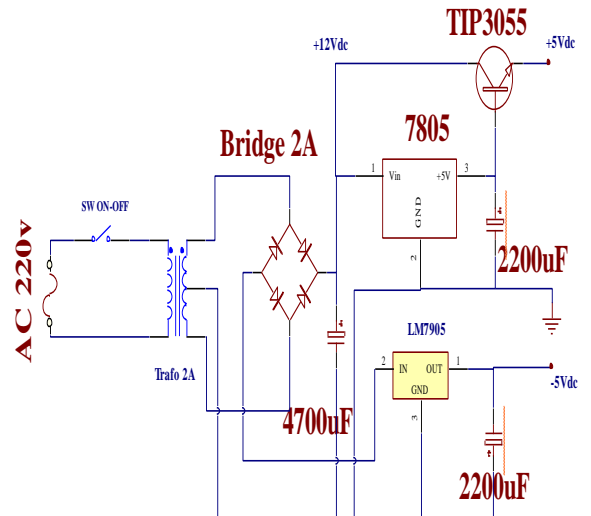 TIP3055
+12Vdc
+5Vdc
7805
Bridge 2A
1
Vin
+5V
3
GND
2
SW ON-OFF
AC 220v
2200uF
LM7905
Trafo 2A
2
IN
OUT
1
GND
-5Vdc
3
4700uF
2200uF